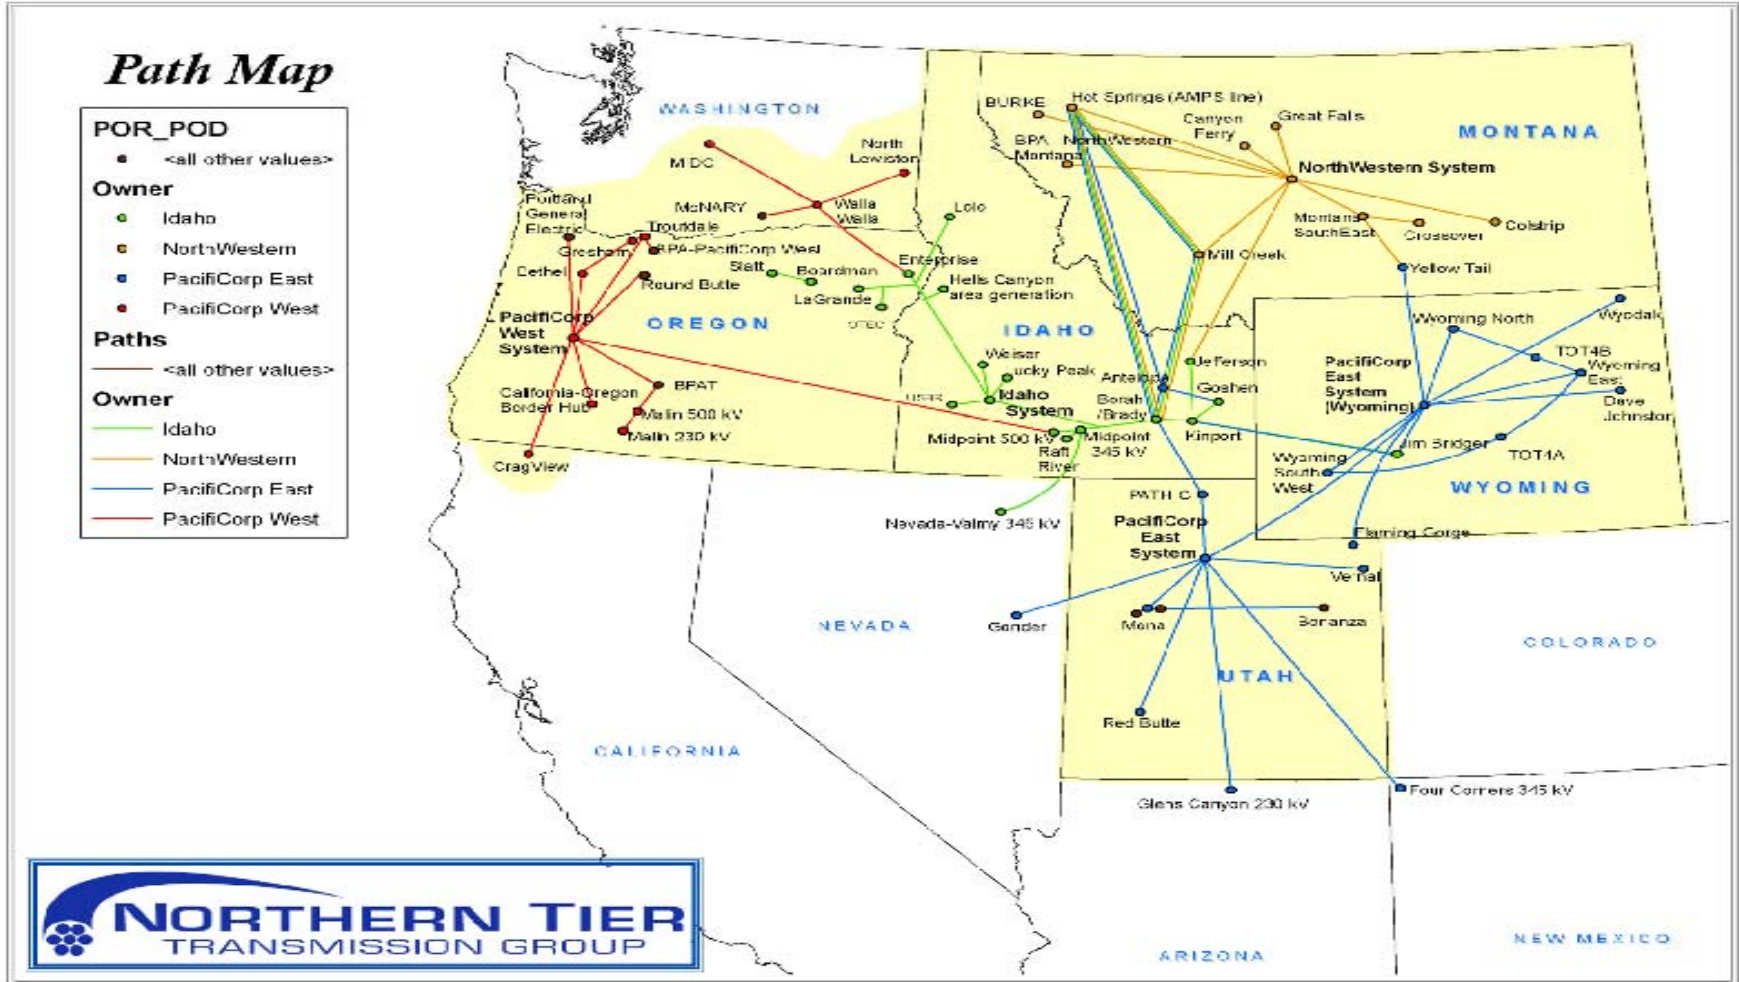 Path Map
POR_POD
<all other values>
Owner
Idaho
NorthWestern
PacifiCorp East
PacifiCorp West
Paths
<all other values>
Owner
Idaho
NorthWestern
PacifiCorp East
PacifiCorp West
WASHINGTON
MIDC
North
Lewiston
McNARY
Walla
Walla
Portland
General
Electric
Troutdale
Gresham
BPA-PacifiCorp West
Bethel
Round Butte
Slatt
Boardman
LaGrande
OTEC
Enterprise
Lolo
Hells Canyon
area generation
PacifiCorp
West
System
OREGON
IDAHO
California-Oregon
Border Hub
BPAT
Malin 500 kV
Malin 230 kV
CragView
Weiser
ucky Peak
USBR
Idaho
System
Midpoint 500 kV
Raft
River
Midpoint
345 kV
Nevada-Valmy 345 kV
BURKE
Hot Springs (AMPS line)
BPA
Montana
NorthWestern
Canyon
Ferry
Great Falls
MONTANA
NorthWestern System
Montana
SouthEast
Crossover
Colstrip
Mill Creek
Yellow Tail
Jefferson
Antelope
Goshen
Borah
/Brady
Kinport
Wyoming North
Wyodak
TOT4B
Wyoming
East
PacifiCorp
East
System
(Wyoming)
Dave
Johnston
Jim Bridger
TOT4A
Wyoming
South
West
WYOMING
PATH C
PacifiCorp
East
System
Flaming Gorge
Vernal
Gonder
Mona
Bonanza
NEVADA
UTAH
COLORADO
Red Butte
CALIFORNIA
Glens Canyon 230 kV
Four Corners 345 kV
ARIZONA
NEW MEXICO
NORTHERN TIER
TRANSMISSION GROUP